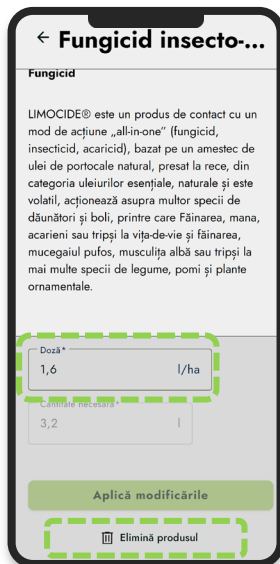 ← Fungicid insecto-...
Fungicid
LIMOCIDE® este un produs de contact cu un
mod de acțiune „all-in-one” (fungicid,
insecticid, acaricid), bazat pe un amestec de
ulei de portocale natural, presat la rece, din
categoria uleiurilor esențiale, naturale și este
volatil, acționează asupra multor specii de
dăunători și boli, printre care Făinarea, mana,
acarieni sau tripși la vița-de-vie și făinarea,
mucegaiul pufos, musculița albă sau tripși la
mai multe specii de legume, pomi și plante
ornamentale.
Doză*
1,6 l/ha
Cantitate necesară*
3,2 l
Aplică modificările
Elimină produsul